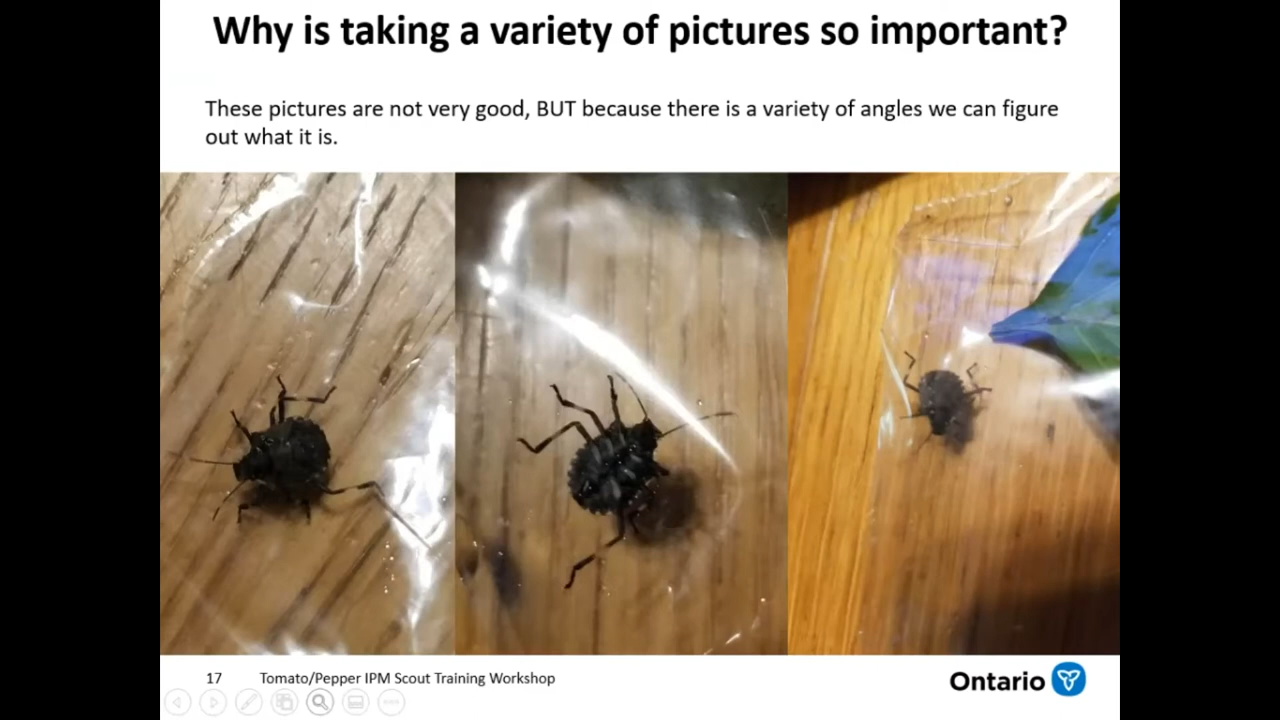 Why is taking a variety of pictures so important?
These pictures are not very good, BUT because there is a variety of angles we can figure
out what it is.
17 Tomato/Pepper IPM Scout Training Workshop
Ontario